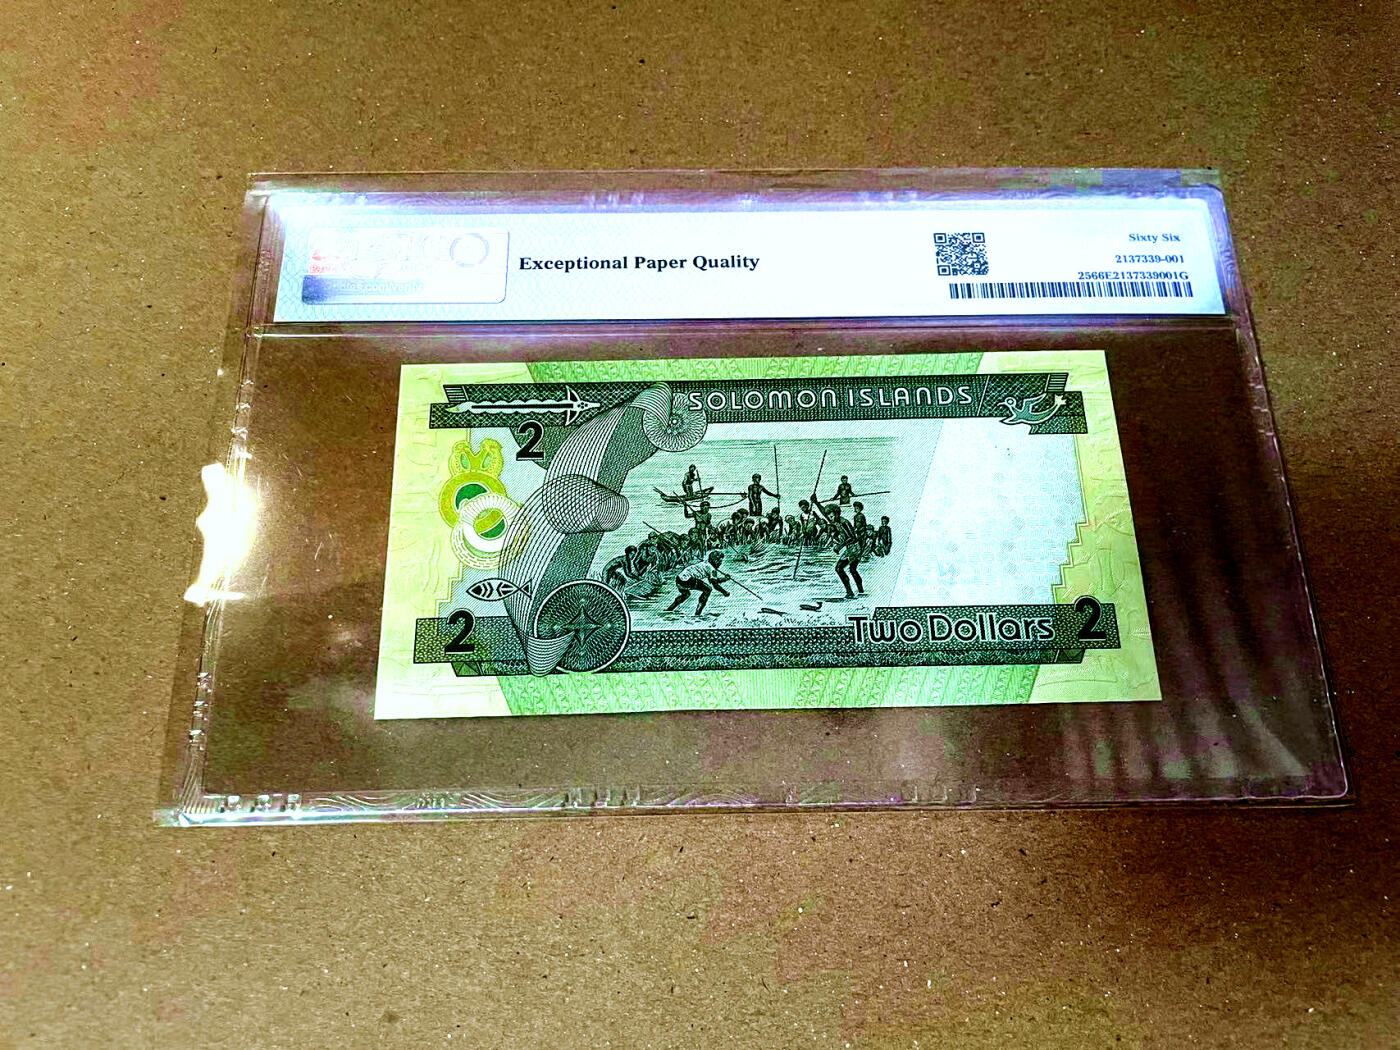 Exceptional Paper Quality
Sixty Six
2137339-001
2566E2137339001G
SOLOMON ISLANDS
2
2
Two Dollars
2